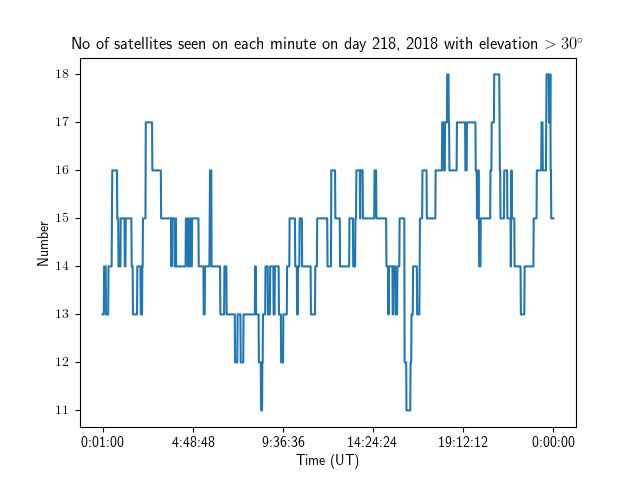 No of satellites seen on each minute on day 218, 2018 with elevation > 30°
18
17
16
15
14
13
12
11
Number
0:01:00 4:48:48 9:36:36 14:24:24 19:12:12 0:00:00
Time (UT)